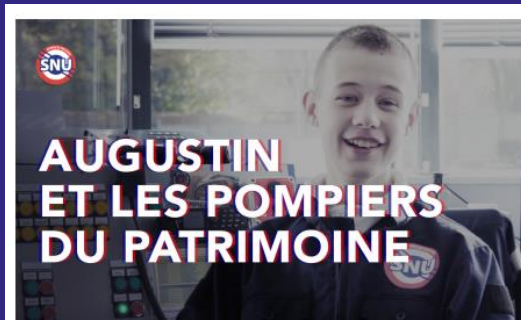 SNU
AUGUSTIN
ET LES POMPIERS
DU PATRIMOINE
SNU